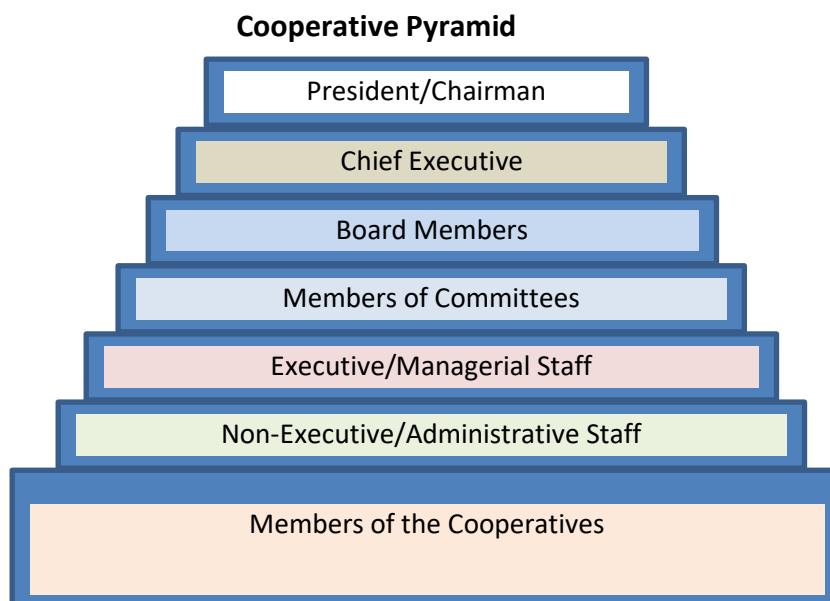 Cooperative Pyramid
President/Chairman
Chief Executive
Board Members
Members of Committees
Executive/Managerial Staff
Non-Executive/Administrative Staff
Members of the Cooperatives